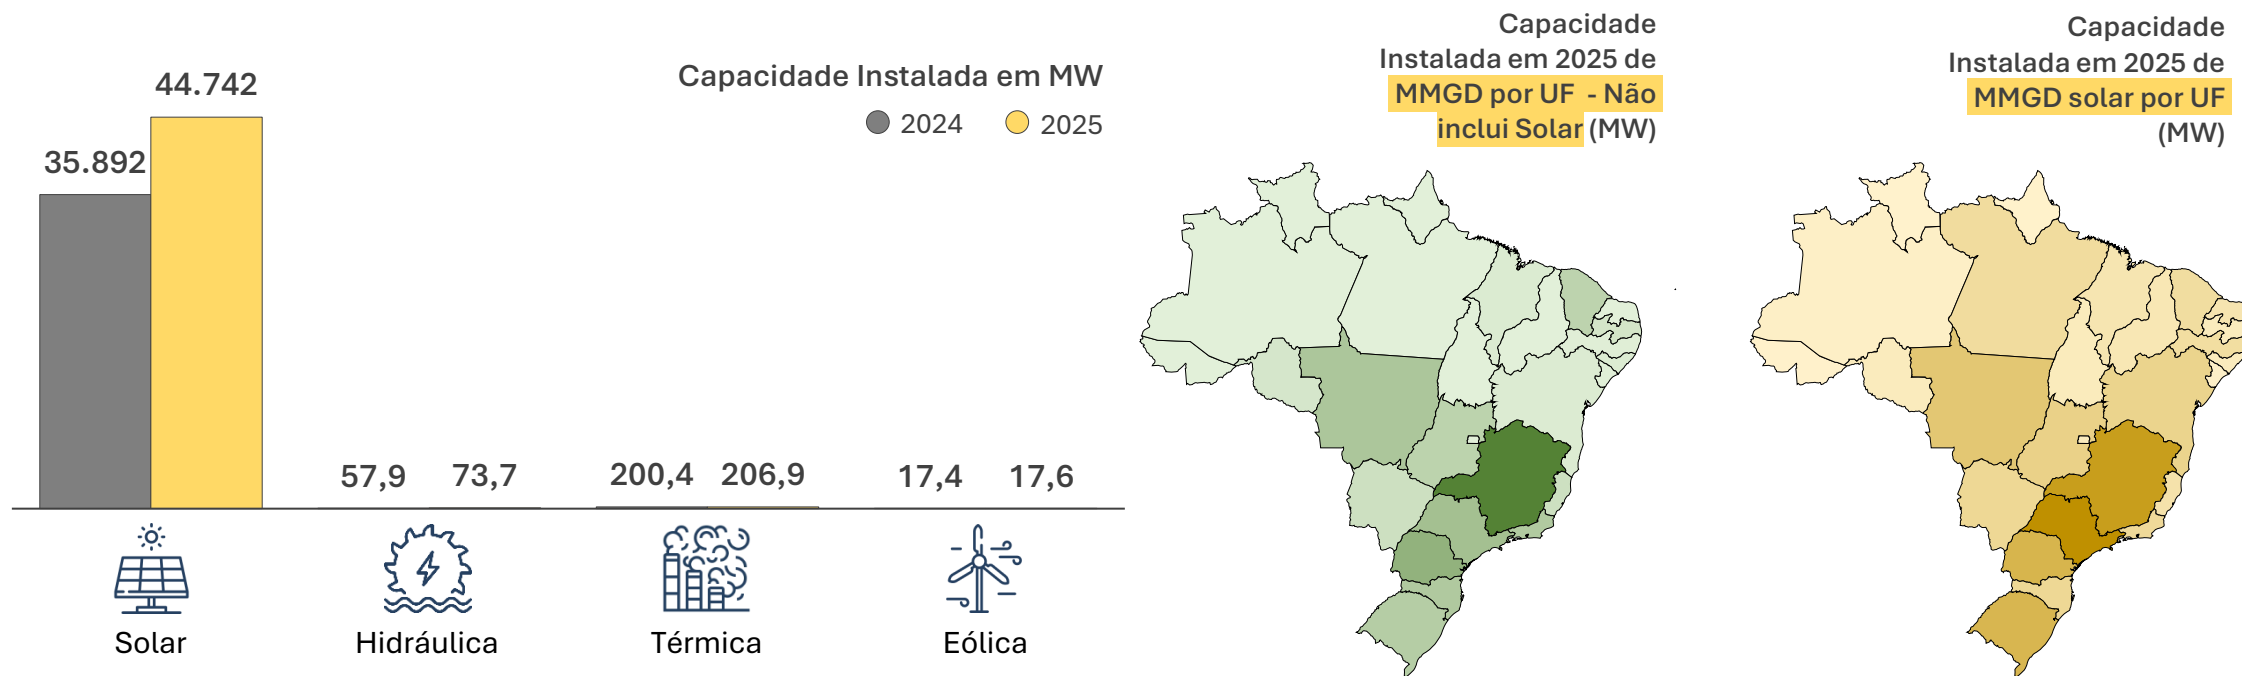 44.742
35.892
Capacidade Instalada em MW
2024 2025
57,9 73,7
200,4 206,9
17,4 17,6
Solar
Hidráulica
Térmica
Eólica
Capacidade
Instalada em 2025 de
MMGD por UF - Não
inclui Solar (MW)
Capacidade
Instalada em 2025 de
MMGD solar por UF
(MW)